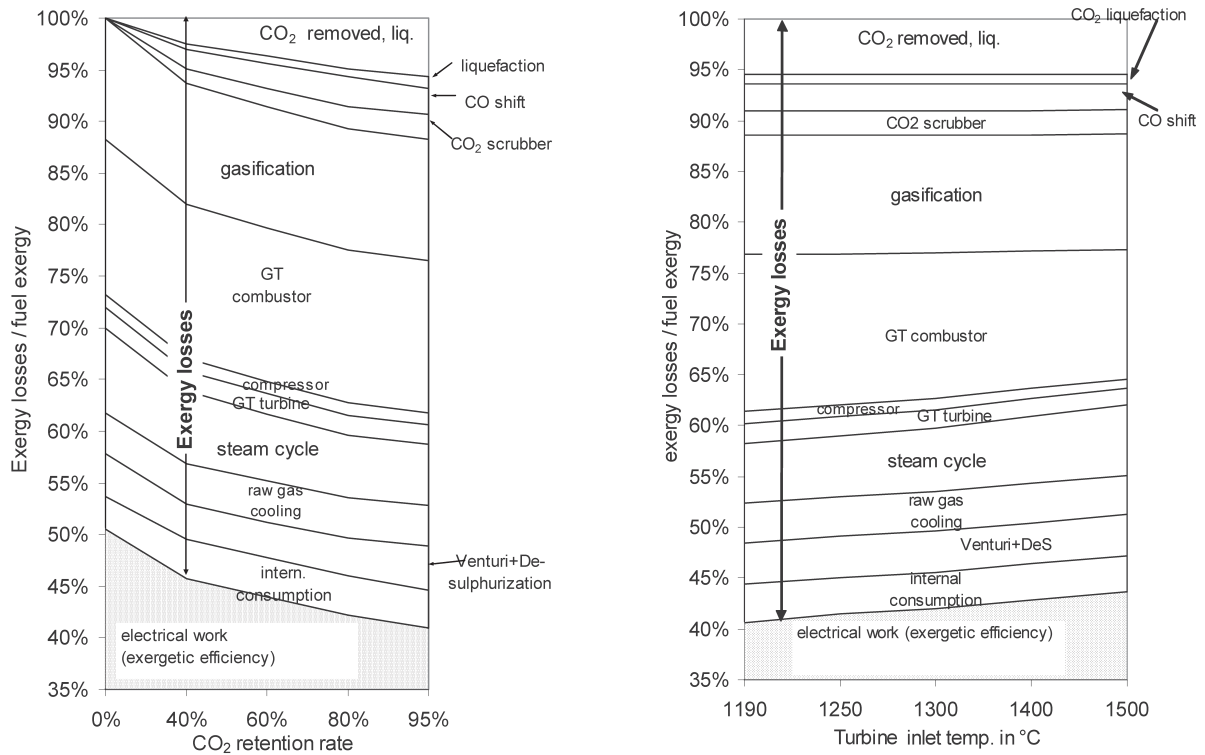 100%
95%
90%
85%
80%
75%
70%
65%
60%
55%
50%
45%
40%
35%
Exergy losses / fuel exergy
CO2 removed, liq.
liquefaction
CO shift
CO2 scrubber
gasification
GT
combustor
Exergy losses
compressor
GT turbine
steam cycle
raw gas
cooling
Venturi+De-
sulphurization
intern.
consumption
electrical work
(exergetic efficiency)
0% 40% 60% 80% 95%
CO2 retention rate
100%
95%
90%
85%
80%
75%
70%
65%
60%
55%
50%
45%
40%
35%
exergy losses / fuel exergy
CO2 liquefaction
CO2 removed, liq.
CO shift
CO2 scrubber
gasification
Exergy losses
GT combustor
compressor
GT turbine
steam cycle
raw gas
cooling
Venturi+DeS
internal
consumption
electrical work (exergetic efficiency)
1190 1250 1300 1400 1500
Turbine inlet temp. in °C